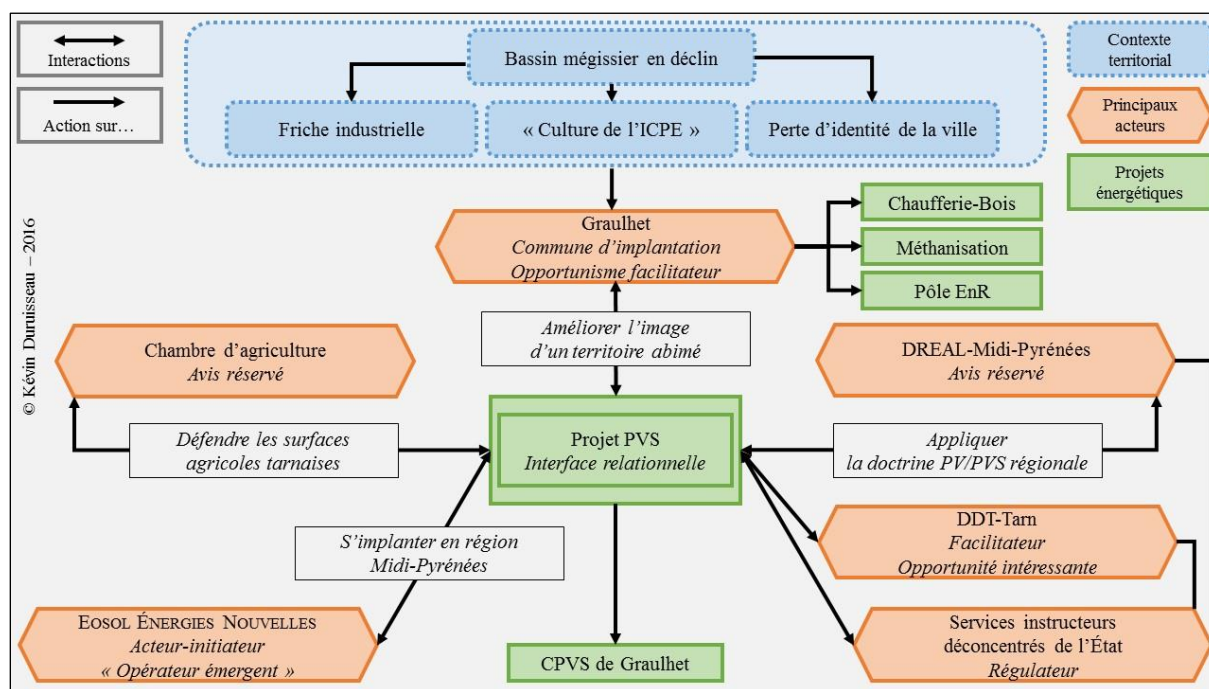 Interactions
Action sur…
Bassin mégissier en déclin
Friche industrielle
« Culture de l’ICPE »
Perte d’identité de la ville
Contexte
territorial
Principaux
acteurs
Projets
énergétiques
© Kévin Duruisseau – 2016
Graulhet
Commune d’implantation
Opportunisme facilitateur
Chaufferie-Bois
Méthanisation
Pôle EnR
Améliorer l’image
d’un territoire abimé
Chambre d’agriculture
Avis réservé
DREAL-Midi-Pyrénées
Avis réservé
Défendre les surfaces
agricoles tarnaises
Projet PVS
Interface relationnelle
Appliquer
la doctrine PV/PVS régionale
S’implanter en région
Midi-Pyrénées
DDT-Tarn
Facilitateur
Opportunité intéressante
EOSOL ÉNERGIES NOUVELLES
Acteur-initiateur
« Opérateur émergent »
CPVS de Graulhet
Services instructeurs
déconcentrés de l’État
Régulateur